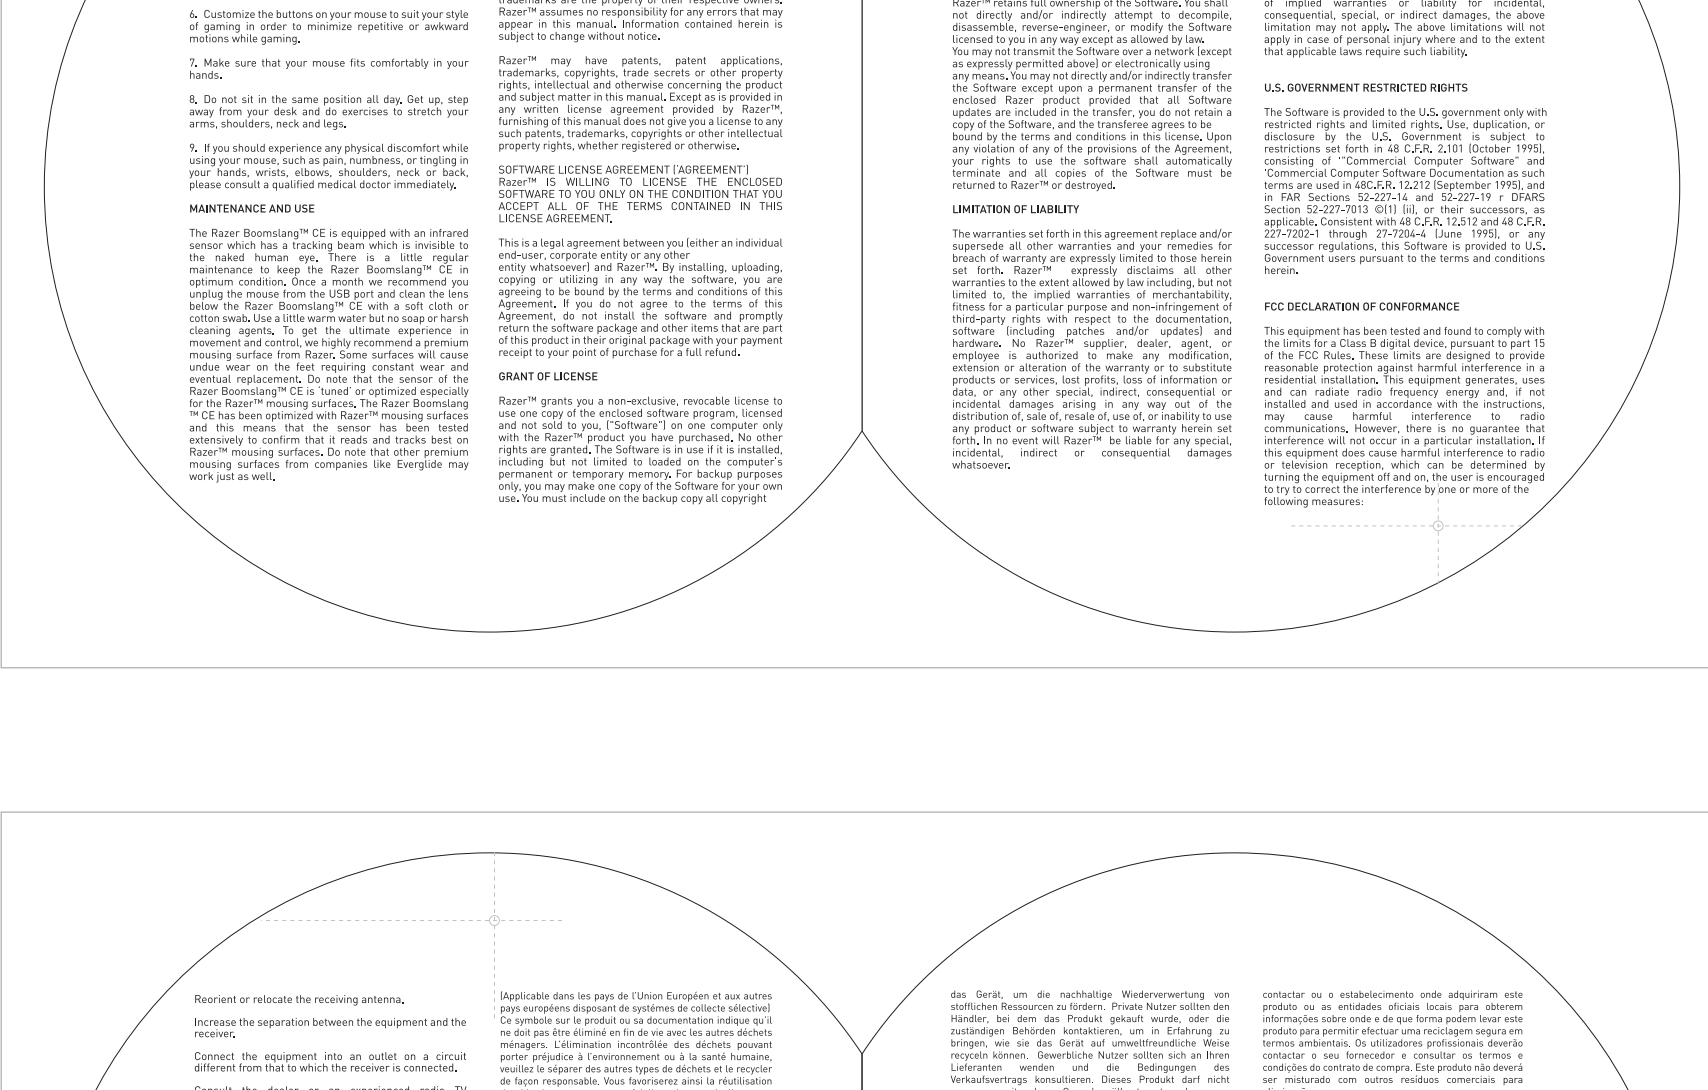 6. Customize the buttons on your mouse to suit your style
of gaming in order to minimize repetitive or awkward
motions while gaming.
7. Make sure that your mouse fits comfortably in your
hands.
8. Do not sit in the same position all day. Get up, step
away from your desk and do exercises to stretch your
arms, shoulders, neck and legs.
9. If you should experience any physical discomfort while
using your mouse, such as pain, numbness, or tingling in
your hands, wrists, elbows, shoulders, neck or back,
please consult a qualified medical doctor immediately.
MAINTENANCE AND USE
The Razer Boomslang™ CE is equipped with an infrared
sensor which has a tracking beam which is invisible to
the naked human eye. There is a little regular
maintenance to keep the Razer Boomslang™ CE in
optimum condition. Once a month we recommend you
unplug the mouse from the USB port and clean the lens
below the Razer Boomslang™ CE with a soft cloth or
cotton swab. Use a little warm water but no soap or harsh
cleaning agents. To get the ultimate experience in
movement and control, we highly recommend a premium
mousing surface from Razer. Some surfaces will cause
undue wear on the feet requiring constant wear and
eventual replacement. Do note that the sensor of the
Razer Boomslang™ CE is 'tuned' or optimized especially
for the Razer™ mousing surfaces. The Razer Boomslang
™ CE has been optimized with Razer™ mousing surfaces
and this means that the sensor has been tested
extensively to confirm that it reads and tracks best on
Razer™ mousing surfaces. Do note that other premium
mousing surfaces from companies like Everglide may
work just as well.
trademarks are the property of their respective owners.
Razer™ assumes no responsibility for any errors that may
appear in this manual. Information contained herein is
subject to change without notice.
Razer™ may have patents, patent applications,
trademarks, copyrights, trade secrets or other property
rights, intellectual and otherwise concerning the product
and subject matter in this manual. Except as is provided in
any written license agreement provided by Razer™,
furnishing of this manual does not give you a license to any
such patents, trademarks, copyrights or other intellectual
property rights, whether registered or otherwise.
SOFTWARE LICENSE AGREEMENT ('AGREEMENT')
Razer™ IS WILLING TO LICENSE THE ENCLOSED
SOFTWARE TO YOU ONLY ON THE CONDITION THAT YOU
ACCEPT ALL OF THE TERMS CONTAINED IN THIS
LICENSE AGREEMENT.
This is a legal agreement between you (either an individual
end-user, corporate entity or any other
entity whatsoever) and Razer™. By installing, uploading,
copying or utilizing in any way the software, you are
agreeing to be bound by the terms and conditions of this
Agreement. If you do not agree to the terms of this
Agreement, do not install the software and promptly
return the software package and other items that are part
of this product in their original package with your payment
receipt to your point of purchase for a full refund.
GRANT OF LICENSE
Razer™ grants you a non-exclusive, revocable license to
use one copy of the enclosed software program, licensed
and not sold to you, ("Software") on one computer only
with the Razer™ product you have purchased. No other
rights are granted. The Software is in use if it is installed,
including but not limited to loaded on the computer's
permanent or temporary memory. For backup purposes
only, you may make one copy of the Software for your own
use. You must include on the backup copy all copyright
Razer™ retains full ownership of the Software. You shall
not directly and/or indirectly attempt to decompile,
disassemble, reverse-engineer, or modify the Software
licensed to you in any way except as allowed by law.
You may not transmit the Software over a network (except
as expressly permitted above) or electronically using
any means. You may not directly and/or indirectly transfer
the Software except upon a permanent transfer of the
enclosed Razer product provided that all Software
updates are included in the transfer, you do not retain a
copy of the Software, and the transferee agrees to be
bound by the terms and conditions in this license. Upon
any violation of any of the provisions of the Agreement,
your rights to use the software shall automatically
terminate and all copies of the Software must be
returned to Razer™ or destroyed.
LIMITATION OF LIABILITY
The warranties set forth in this agreement replace and/or
supersede all other warranties and your remedies for
breach of warranty are expressly limited to those herein
set forth. Razer™ expressly disclaims all other
warranties to the extent allowed by law including, but not
limited to, the implied warranties of merchantability,
fitness for a particular purpose and non-infringement of
third-party rights with respect to the documentation,
software (including patches and/or updates) and
hardware. No Razer™ supplier, dealer, agent, or
employee is authorized to make any modification,
extension or alteration of the warranty or to substitute
products or services, lost profits, loss of information or
data, or any other special, indirect, consequential or
incidental damages arising in any way out of the
distribution of, sale of, resale of, use of, or inability to use
any product or software subject to warranty herein set
forth. In no event will Razer™ be liable for any special,
incidental, indirect or consequential damages
whatsoever.
of implied warranties or liability for incidental,
consequential, special, or indirect damages, the above
limitation may not apply. The above limitations will not
apply in case of personal injury where and to the extent
that applicable laws require such liability.
U.S. GOVERNMENT RESTRICTED RIGHTS
The Software is provided to the U.S. government only with
restricted rights and limited rights. Use, duplication, or
disclosure by the U.S. Government is subject to
restrictions set forth in 48 C.F.R. 2.101 (October 1995),
consisting of '"Commercial Computer Software" and
'Commercial Computer Software Documentation as such
terms are used in 48C.F.R. 12.212 (September 1995), and
in FAR Sections 52-227-14 and 52-227-19 r DFARS
Section 52-227-7013 ©(1) (ii), or their successors, as
applicable. Consistent with 48 C.F.R. 12.512 and 48 C.F.R.
227-7202-1 through 27-7204-4 (June 1995), or any
successor regulations, this Software is provided to U.S.
Government users pursuant to the terms and conditions
herein.
FCC DECLARATION OF CONFORMANCE
This equipment has been tested and found to comply with
the limits for a Class B digital device, pursuant to part 15
of the FCC Rules. These limits are designed to provide
reasonable protection against harmful interference in a
residential installation. This equipment generates, uses
and can radiate radio frequency energy and, if not
installed and used in accordance with the instructions,
may cause harmful interference to radio
communications. However, there is no guarantee that
interference will not occur in a particular installation. If
this equipment does cause harmful interference to radio
or television reception, which can be determined by
turning the equipment off and on, the user is encouraged
to try to correct the interference by one or more of the
following measures:
Reorient or relocate the receiving antenna.
Increase the separation between the equipment and the
receiver.
Connect the equipment into an outlet on a circuit
different from that to which the receiver is connected.
Consult the dealer or an experienced radio TV
(Applicable dans les pays de l'Union Européen et aux autres
pays européens disposant de systémes de collecte sélective)
Ce symbole sur le produit ou sa documentation indique qu'il
ne doit pas être éliminé en fin de vie avec les autres déchets
ménagers. L'élimination incontrôlée des déchets pouvant
porter préjudice à l'environnement ou à la santé humaine,
veuillez le séparer des autres types de déchets et le recycler
de façon responsable. Vous favoriserez ainsi la réutilisation
das Gerät, um die nachhaltige Wiederverwertung von
stofflichen Ressourcen zu fördern. Private Nutzer sollten den
Händler, bei dem das Produkt gekauft wurde, oder die
zuständigen Behörden kontaktieren, um in Erfahrung zu
bringen, wie sie das Gerät auf umweltfreundliche Weise
recyceln können. Gewerbliche Nutzer sollten sich an Ihren
Lieferanten wenden und die Bedingungen des
Verkaufsvertrags konsultieren. Dieses Produkt darf nicht
contactar ou o estabelecimento onde adquiriram este
produto ou as entidades oficiais locais para obterem
informações sobre onde e de que forma podem levar este
produto para permitir efectuar uma reciclagem segura em
termos ambientais. Os utilizadores profissionais deverão
contactar o seu fornecedor e consultar os termos e
condições do contrato de compra. Este produto não deverá
ser misturado com outros resíduos comerciais para